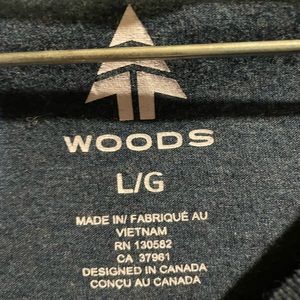 WOODS
L/G
MADE IN/ FABRIQUÉ AU
VIETNAM
RN 130582
CA 37961
DESIGNED IN CANADA
CONÇU AU CANADA